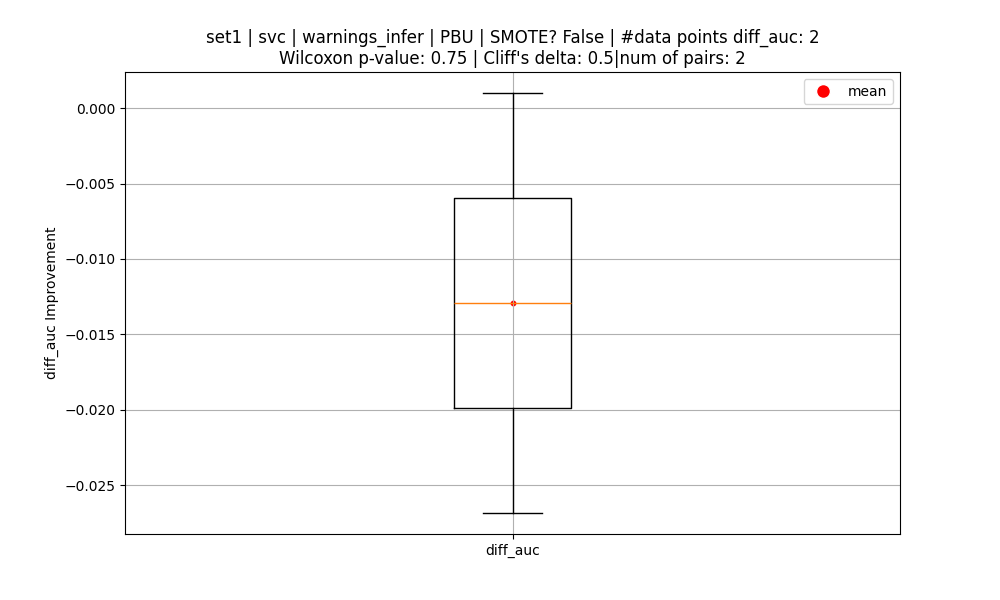 set1 | svc | warnings_infer | PBU | SMOTE? False | #data points diff_auc: 2
Wilcoxon p-value: 0.75 | Cliff's delta: 0.5|num of pairs: 2
mean
0.000
−0.005
−0.010
−0.015
−0.020
−0.025
diff_auc Improvement
diff_auc